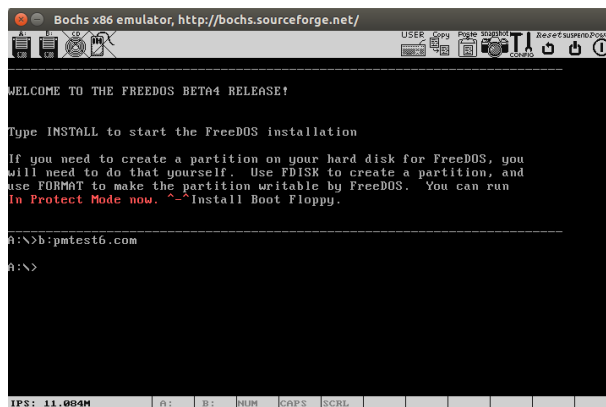 Bochs x86 emulator, http://bochs.sourceforge.net/
A: B: CD USER Copy Paste snapshot CONFIG Reset SUSPEND Power
WELCOME TO THE FREEDOS BETA4 RELEASE!
Type INSTALL to start the FreeDOS installation
If you need to create a partition on your hard disk for FreeDOS, you
will need to do that yourself.  Use FDISK to create a partition, and
use FORMAT to make the partition writable by FreeDOS.  You can run
In Protect Mode now. ^-^Install Boot Floppy.
A:\>b:pmtest6.com
A:\>
IPS: 11.084M A: B: NUM CAPS SCRL